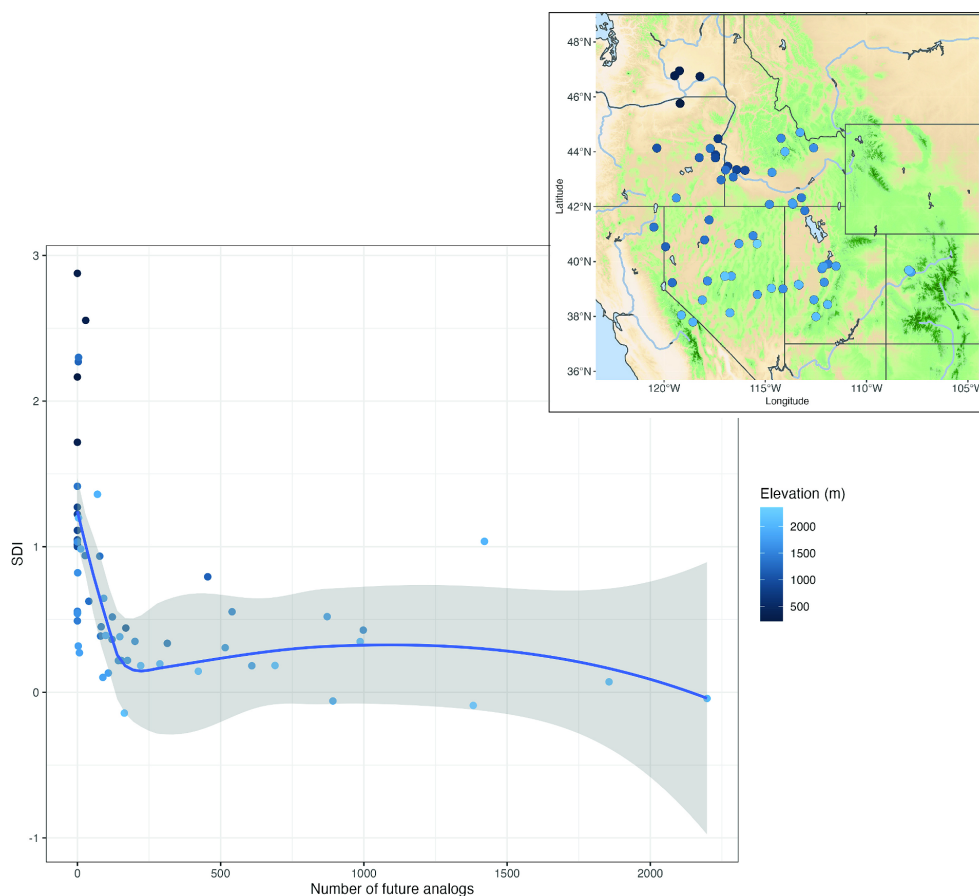 48°N
46°N
44°N
42°N
40°N
38°N
36°N
Latitude
120°W
115°W
110°W
105°W
Longitude
3
2
1
0
-1
SDI
0
500
1000
1500
2000
Number of future analogs
Elevation (m)
2000
1500
1000
500